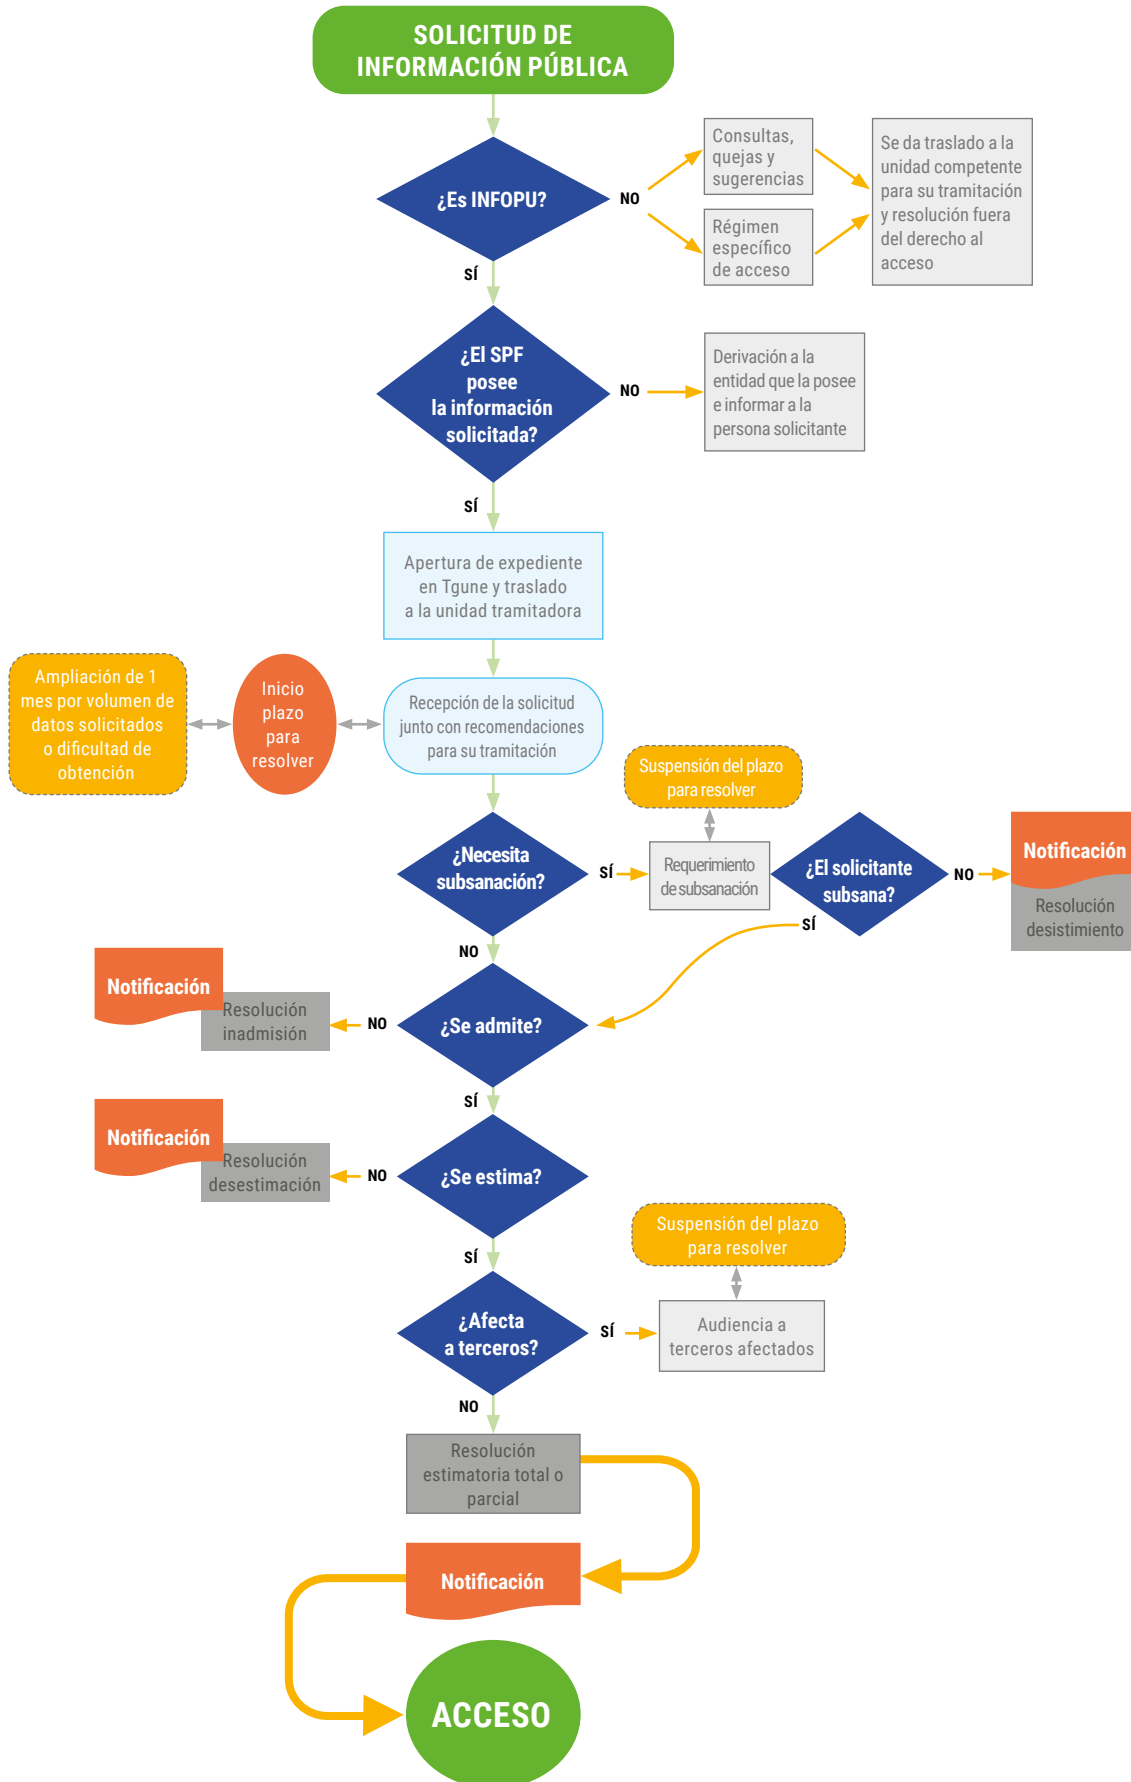 SOLICITUD DE
INFORMACIÓN PÚBLICA
¿Es INFOPU?
NO
Consultas,
quejas y
sugerencias
Régimen
específico
de acceso
Se da traslado a la
unidad competente
para su tramitación
y resolución fuera
del derecho al
acceso
SÍ
¿El SPF
posee
la información
solicitada?
NO
Derivación a la
entidad que la posee
e informar a la
persona solicitante
SÍ
Apertura de expediente
en Tgune y traslado
a la unidad tramitadora
Ampliación de 1
mes por volumen de
datos solicitados
o dificultad de
obtención
Inicio
plazo
para
resolver
Recepción de la solicitud
junto con recomendaciones
para su tramitación
Suspensión del plazo
para resolver
¿Necesita
subsanación?
SÍ
Requerimiento
de subsanación
¿El solicitante
subsana?
NO
Notificación
Resolución
desistimiento
SÍ
NO
Notificación
Resolución
inadmisión
NO
¿Se admite?
SÍ
Notificación
Resolución
desestimación
NO
¿Se estima?
SÍ
Suspensión del plazo
para resolver
¿Afecta
a terceros?
SÍ
Audiencia a
terceros afectados
NO
Resolución
estimatoria total o
parcial
Notificación
ACCESO